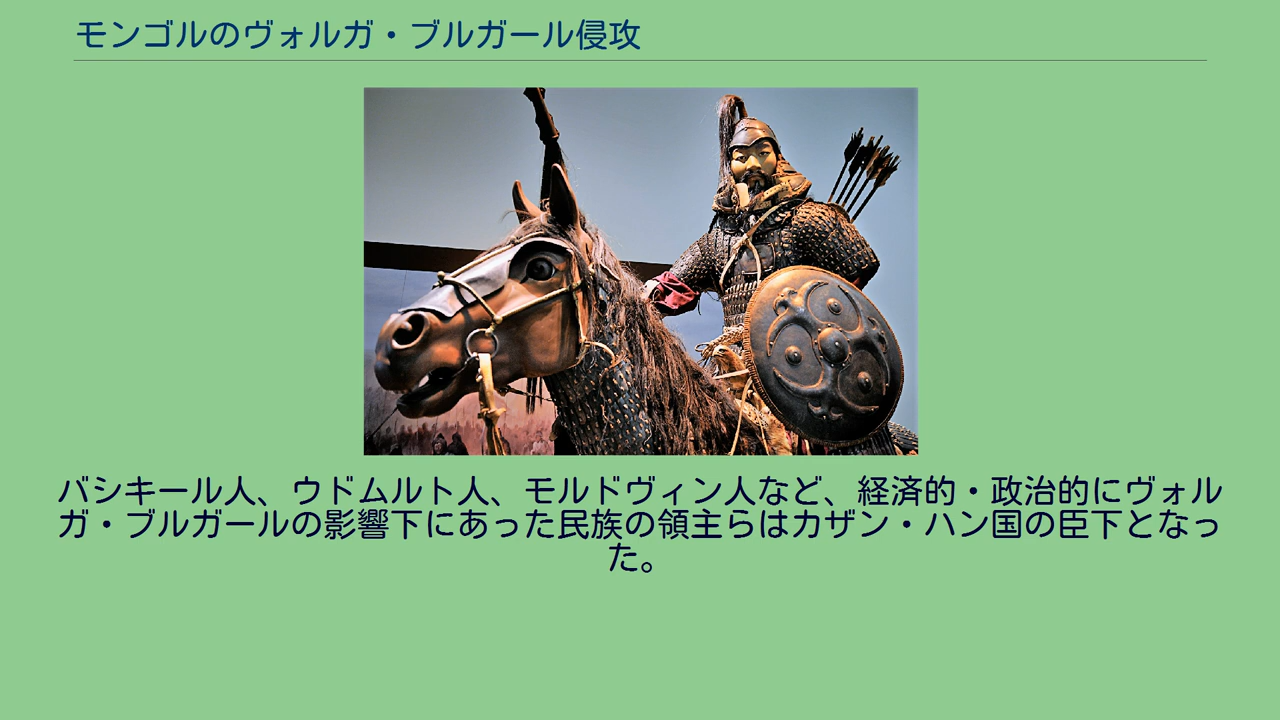 モンゴルのヴォルガ・ブルガール侵攻
バシキール人、ウドムルト人、モルドヴィン人など、経済的・政治的にヴォル
ガ・ブルガールの影響下にあった民族の領主らはカザン・ハン国の臣下となっ
た。